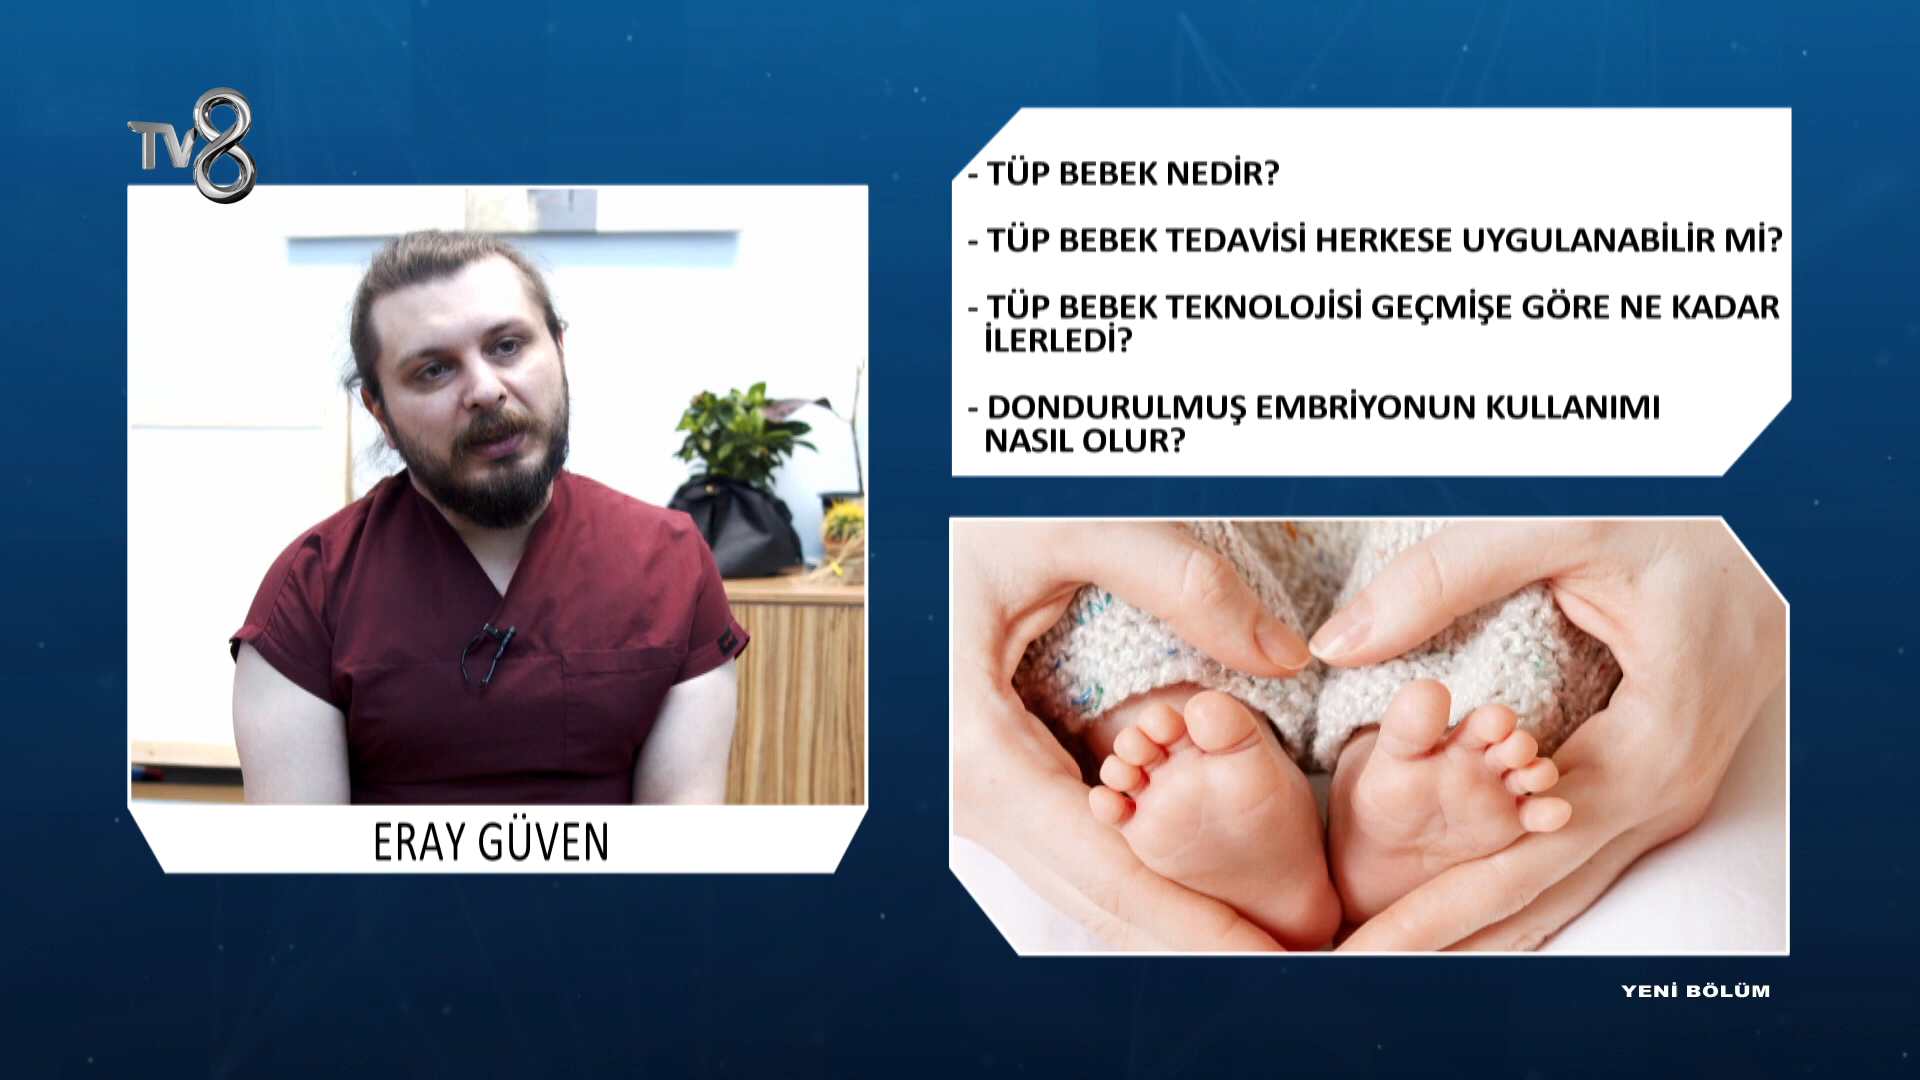 TV8
- TÜP BEBEK NEDİR?
- TÜP BEBEK TEDAVİSİ HERKESE UYGULANABİLİR Mİ?
- TÜP BEBEK TEKNOLOJİSİ GEÇMİŞE GÖRE NE KADAR
İLERLEDİ?
- DONDURULMUŞ EMBRİYONUN KULLANIMI
NASIL OLUR?
ERAY GÜVEN
YENİ BÖLÜM